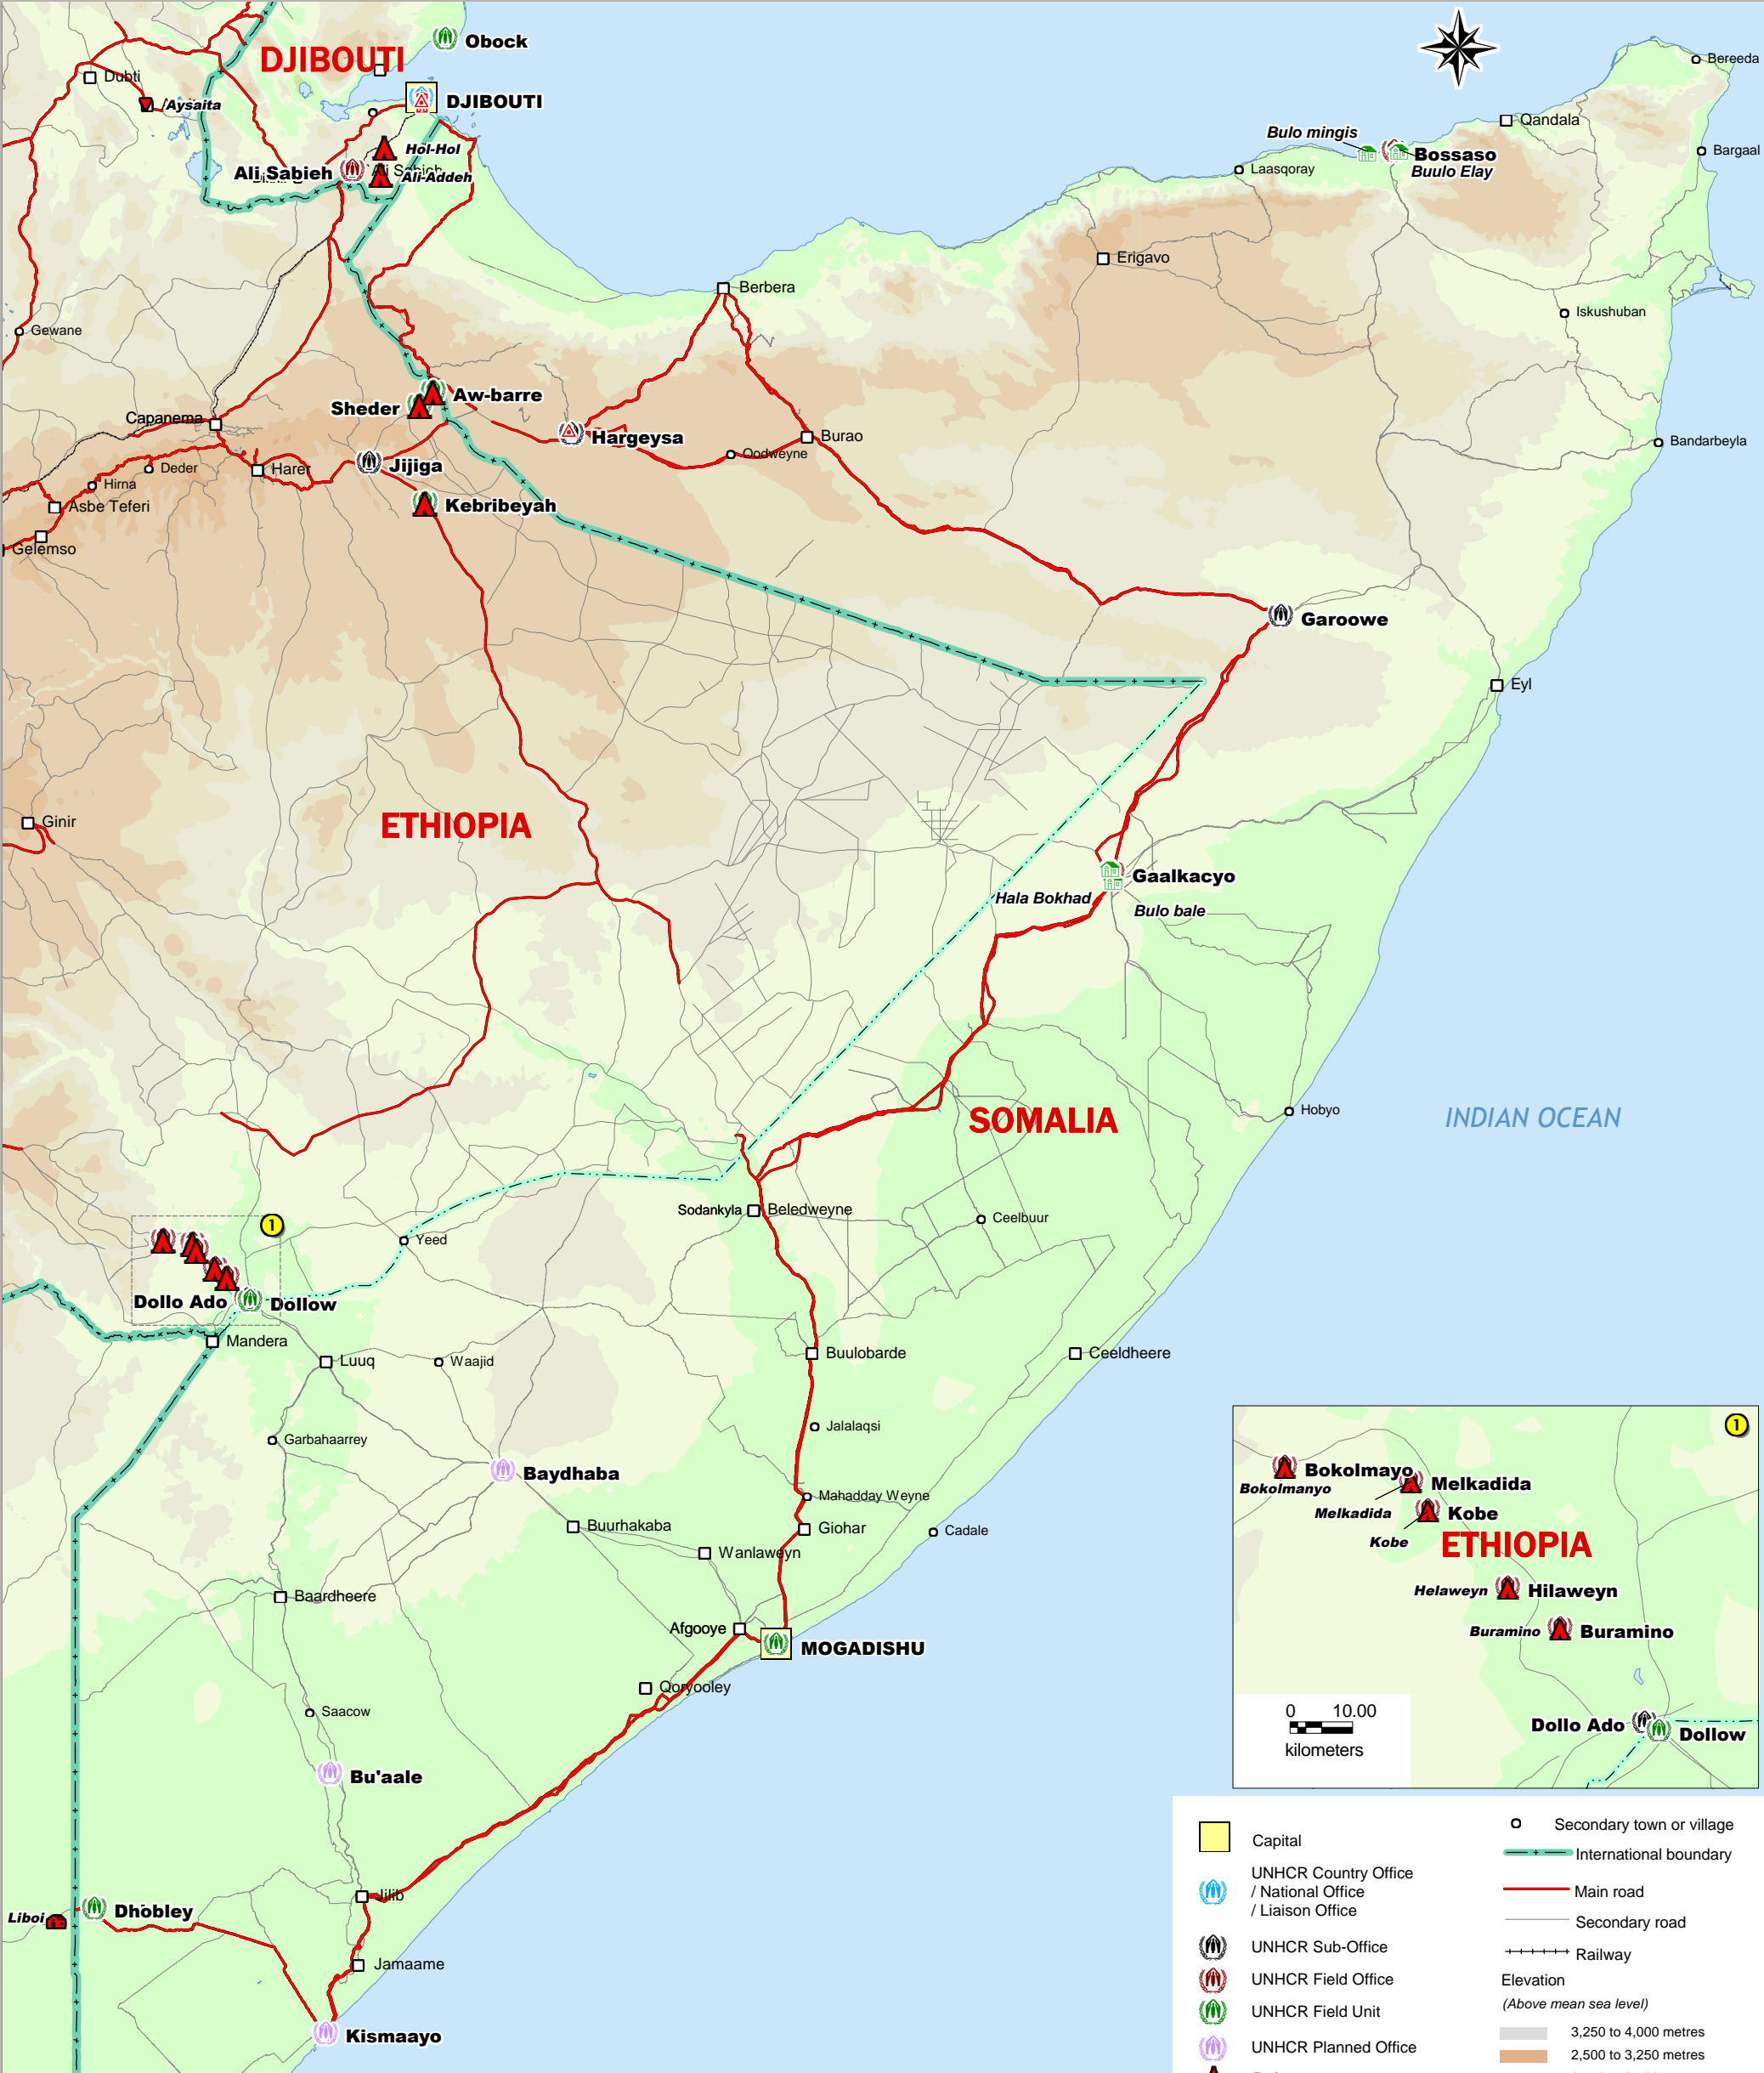 Obock
DJIBOUTI
Bereeda
Dubti
DJIBOUTI
Aysaita
Qandala
Bulo mingis
Hol-Hol
Bossaso
Bargaal
Ali Sabieh
Ali-Addeh
Laasqoray
Buulo Elay
Erigavo
Berbera
Iskushuban
Gewane
Aw-barre
Sheder
Capanema
Hargeysa
Burao
Bandarbeyla
Oodweyne
Jijiga
Deder
Harer
Hirna
Asbe Teferi
Kebribeyah
Gelemso
Garoowe
Eyl
Ginir
ETHIOPIA
Gaalkacyo
Hala Bokhad
Bulo bale
SOMALIA
Hobyo
INDIAN OCEAN
Sodankyla
Beledweyne
Ceelbuur
1
Yeed
Dollo Ado
Dollow
Mandera
Luuq
Waajid
Buulobarde
Ceeldheere
Jalalaqsi
Garbahaarrey
Baydhaba
Mahadday Weyne
Buurhakaba
Giohar
Cadale
Wanlaweyn
Baardheere
Afgooye
MOGADISHU
Qoryooley
Saacow
Bu'aale
Jilib
Liboi
Dhobley
Jamaame
Kismaayo
1
Bokolmayo
Bokolmanyo
Melkadida
Melkadida
Kobe
Kobe
ETHIOPIA
Helaweyn
Hilaweyn
Buramino
Buramino
0 10.00
kilometers
Dollo Ado
Dollow
Capital
UNHCR Country Office
/ National Office
/ Liaison Office
UNHCR Sub-Office
UNHCR Field Office
UNHCR Field Unit
UNHCR Planned Office
Secondary town or village
International boundary
Main road
Secondary road
Railway
Elevation
(Above mean sea level)
3,250 to 4,000 metres
2,500 to 3,250 metres